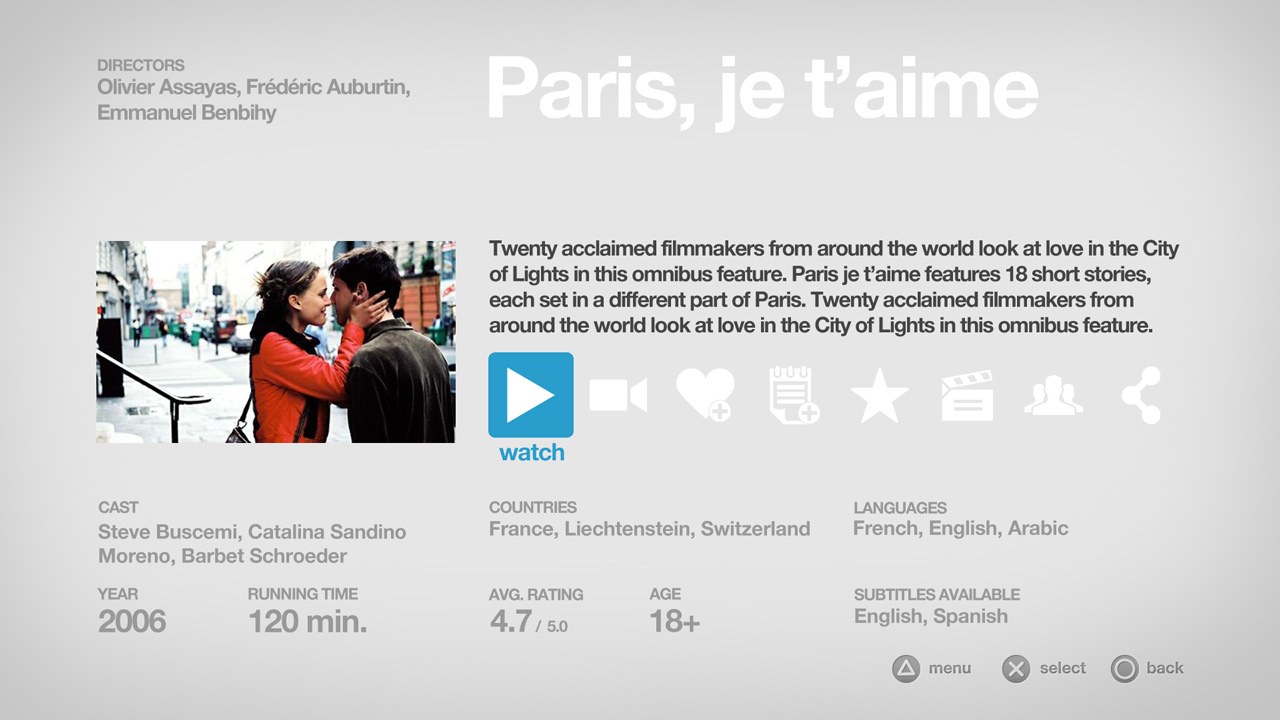 DIRECTORS
Olivier Assayas, Frédéric Auburtin,
Emmanuel Benbihy
Paris, je t’aime
Twenty acclaimed filmmakers from around the world look at love in the City
of Lights in this omnibus feature. Paris je t’aime features 18 short stories,
each set in a different part of Paris. Twenty acclaimed filmmakers from
around the world look at love in the City of Lights in this omnibus feature.
watch
CAST
Steve Buscemi, Catalina Sandino
Moreno, Barbet Schroeder
COUNTRIES
France, Liechtenstein, Switzerland
LANGUAGES
French, English, Arabic
YEAR
2006
RUNNING TIME
120 min.
AVG. RATING
4.7 / 5.0
AGE
18+
SUBTITLES AVAILABLE
English, Spanish
menu select back